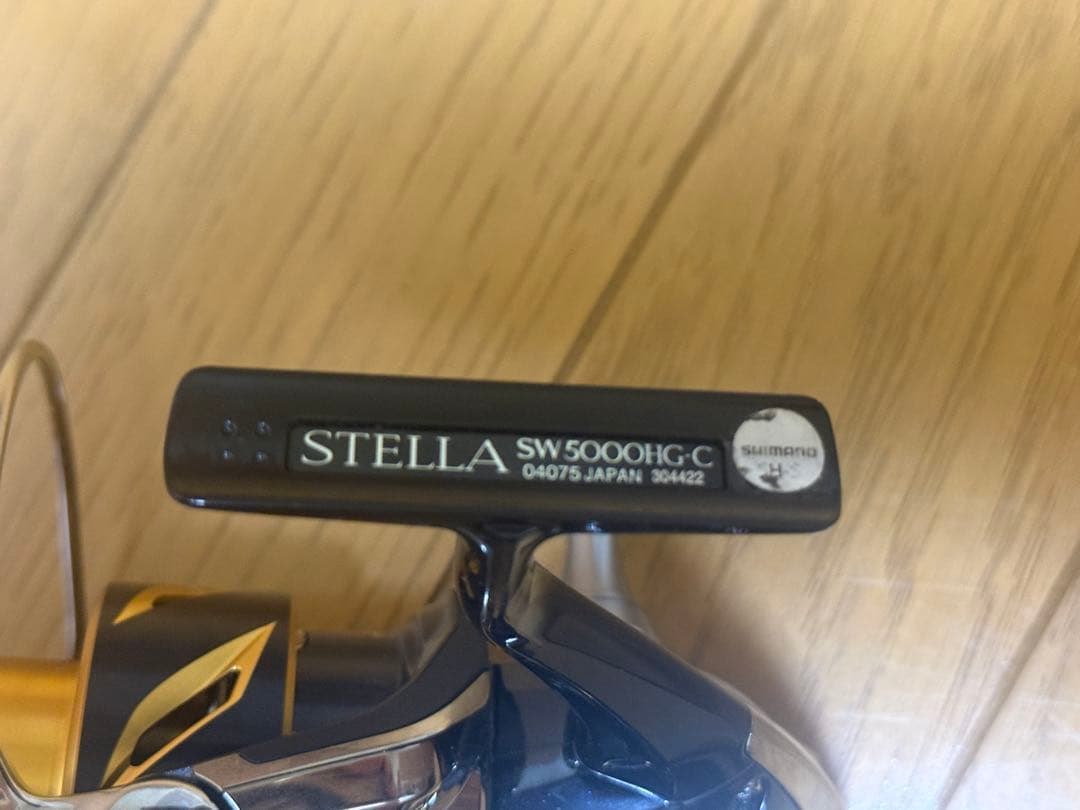 STELLA SW5000HG-C
04075 JAPAN 304422
SHIMANO
H